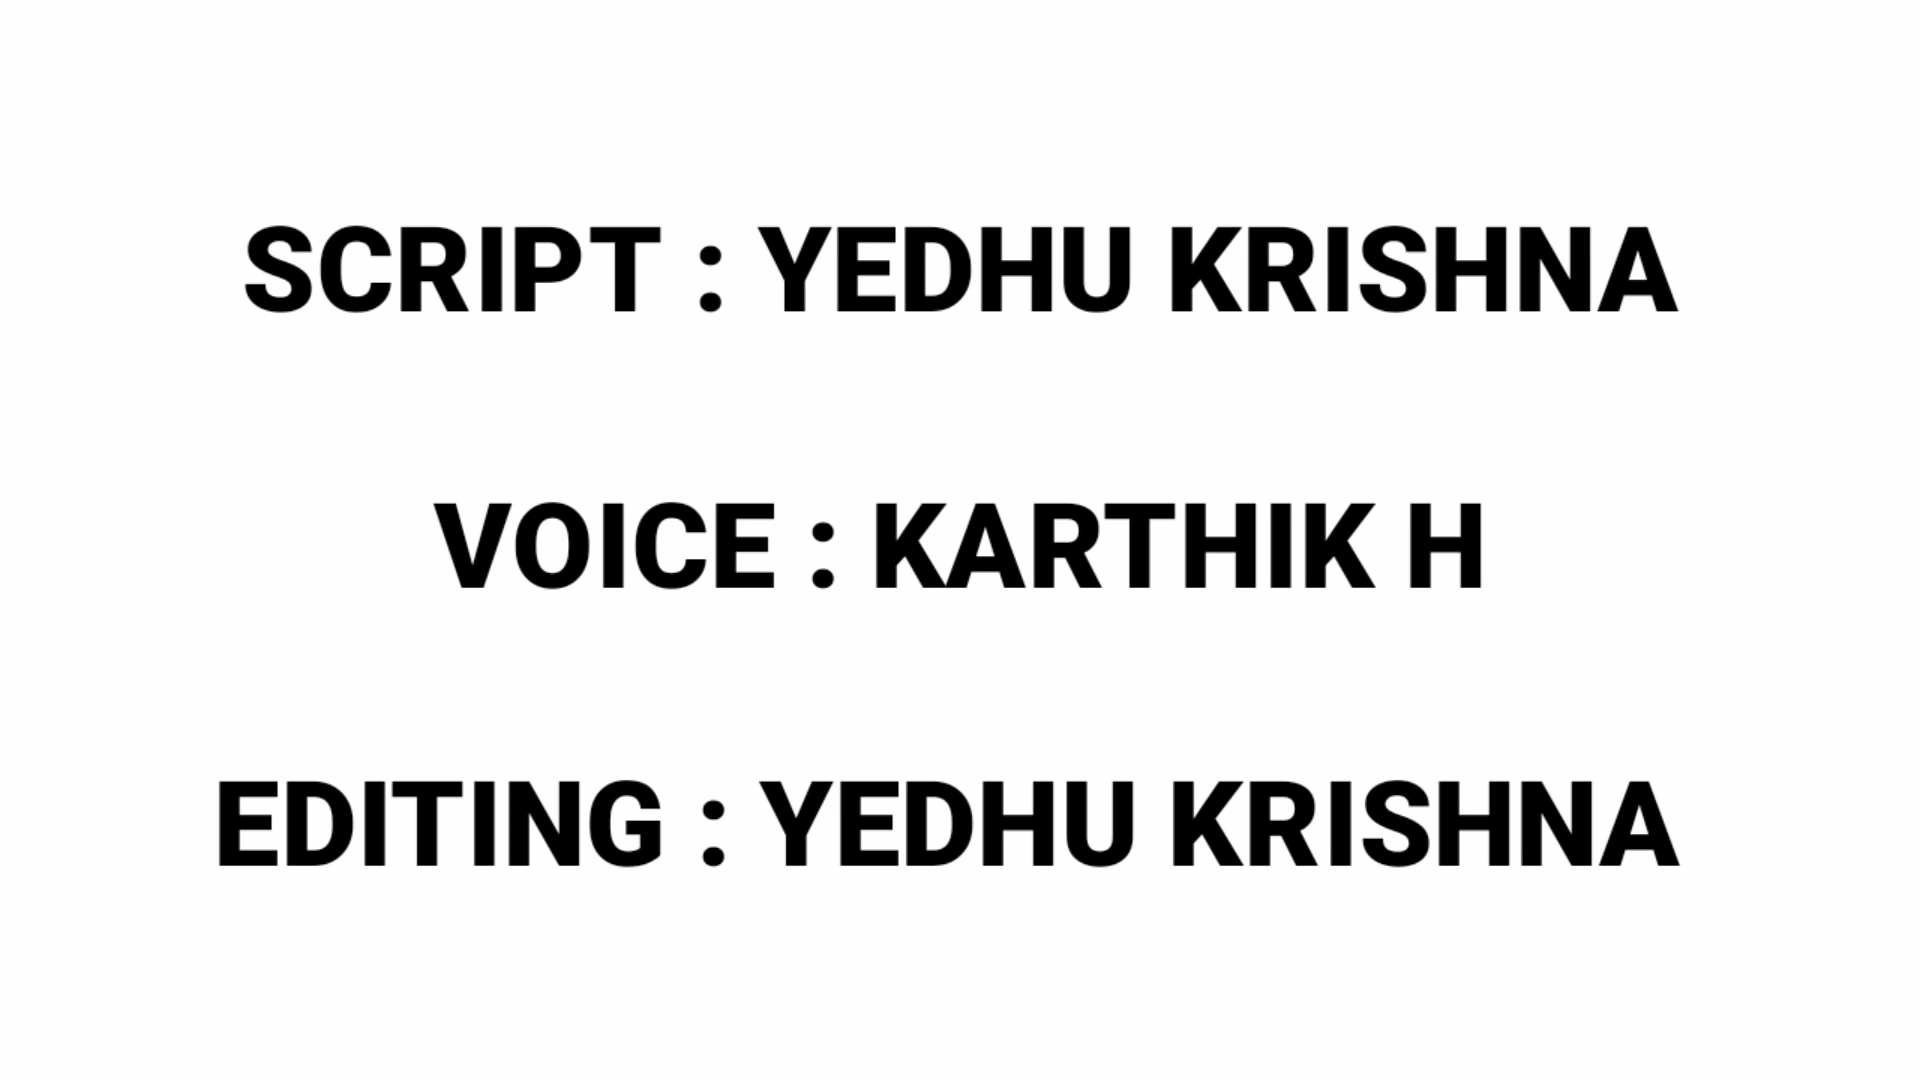 SCRIPT : YEDHU KRISHNA
VOICE : KARTHIK H
EDITING : YEDHU KRISHNA